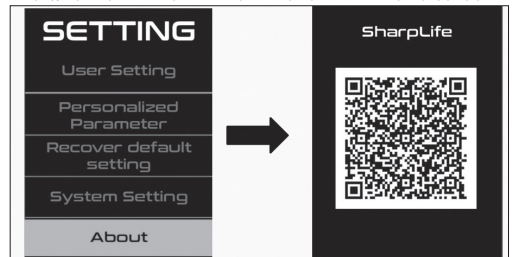 SETTING
User Setting
Personalized
Parameter
Recover default
setting
System Setting
About
SharpLife